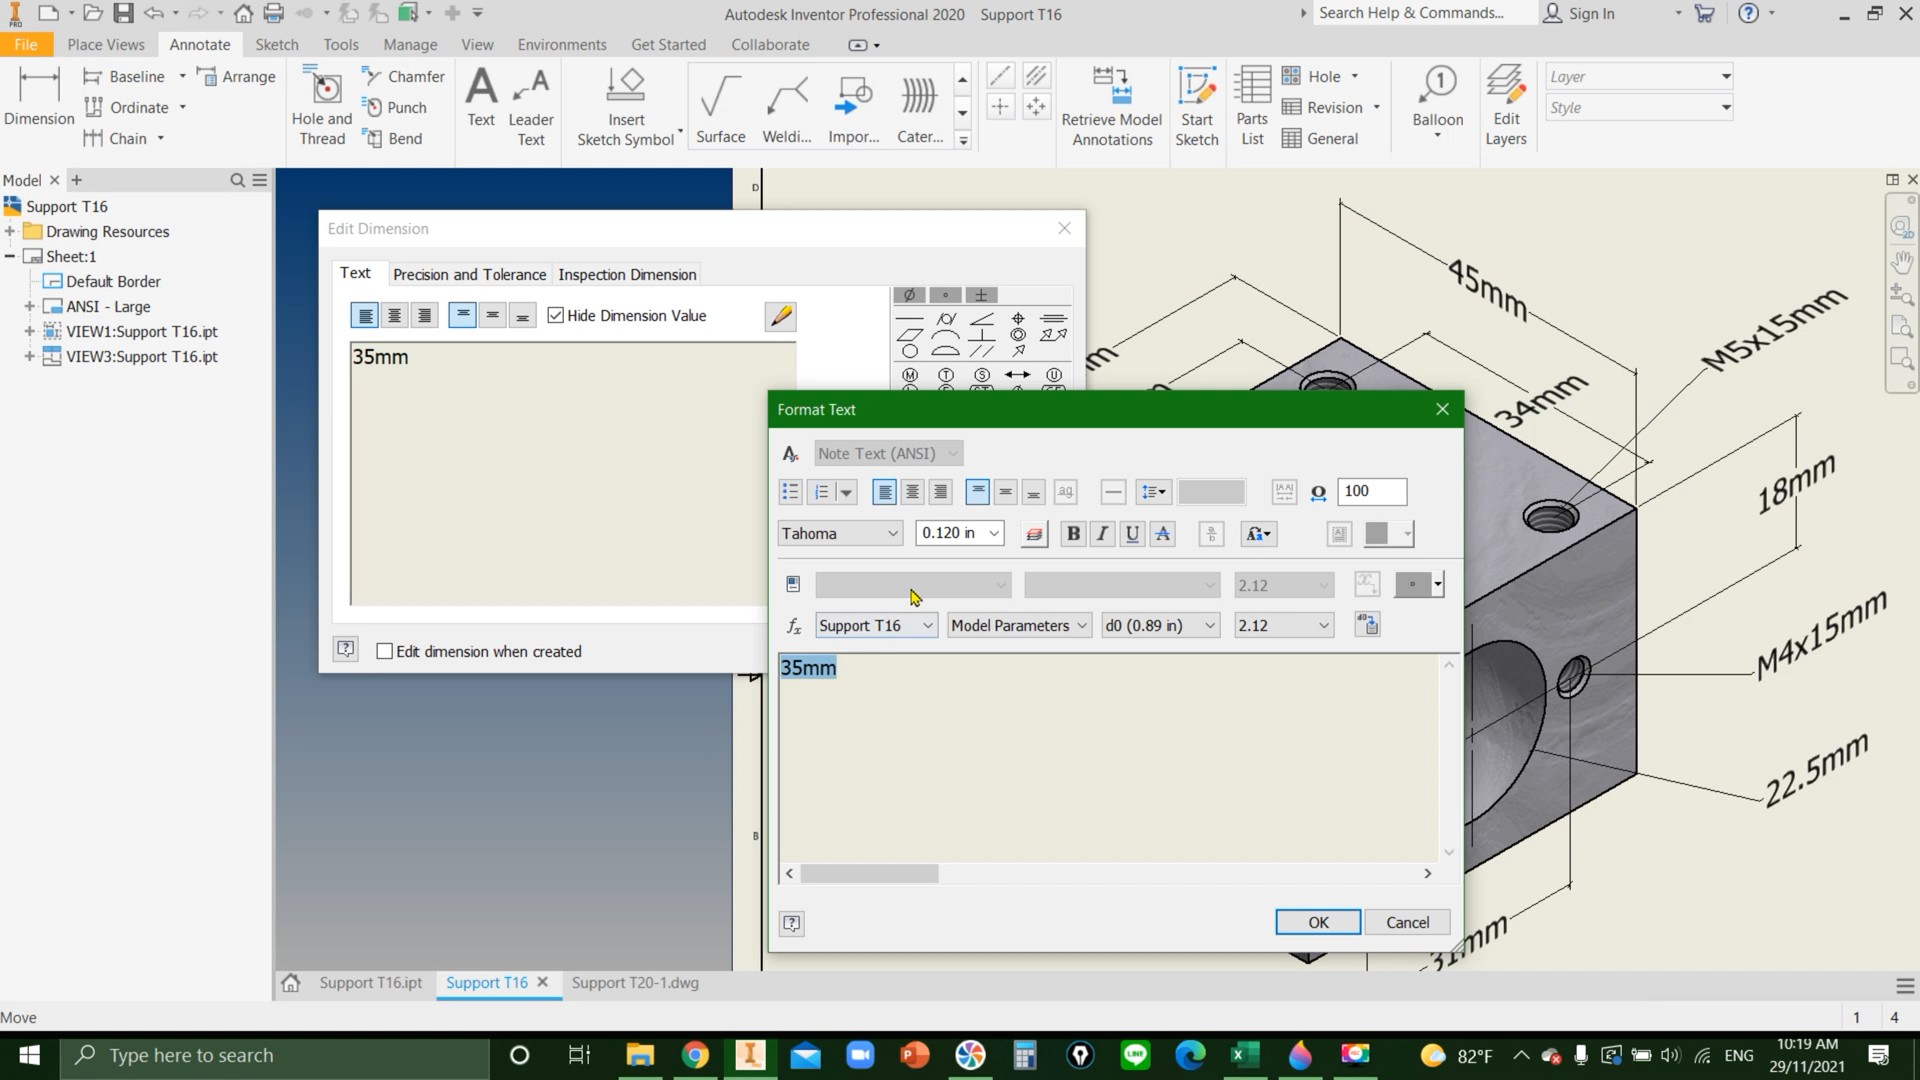 PRO
Autodesk Inventor Professional 2020 Support T16
Search Help & Commands...
Sign In
File
Place Views
Annotate
Sketch
Tools
Manage
View
Environments
Get Started
Collaborate
Dimension
Baseline
Ordinate
Chain
Arrange
Hole and
Thread
Chamfer
Punch
Bend
Text
Leader
Text
Insert
Sketch Symbol
Surface
Weldi...
Impor...
Cater...
Retrieve Model
Annotations
Start
Sketch
Parts
List
Hole
Revision
General
Balloon
Edit
Layers
Layer
Style
Model
Support T16
Drawing Resources
Sheet:1
Default Border
ANSI - Large
VIEW1:Support T16.ipt
VIEW3:Support T16.ipt
D
Edit Dimension
Text
Precision and Tolerance
Inspection Dimension
Hide Dimension Value
35mm
Edit dimension when created
Format Text
Note Text (ANSI)
100
Tahoma
0.120 in
B I U A
2.12
fx
Support T16
Model Parameters
d0 (0.89 in)
2.12
35mm
OK
Cancel
45mm
34mm
M5x15mm
18mm
M4x15mm
22.5mm
31mm
B
Support T16.ipt
Support T16
Support T20-1.dwg
Move
1
4
Type here to search
82°F
ENG
10:19 AM
29/11/2021